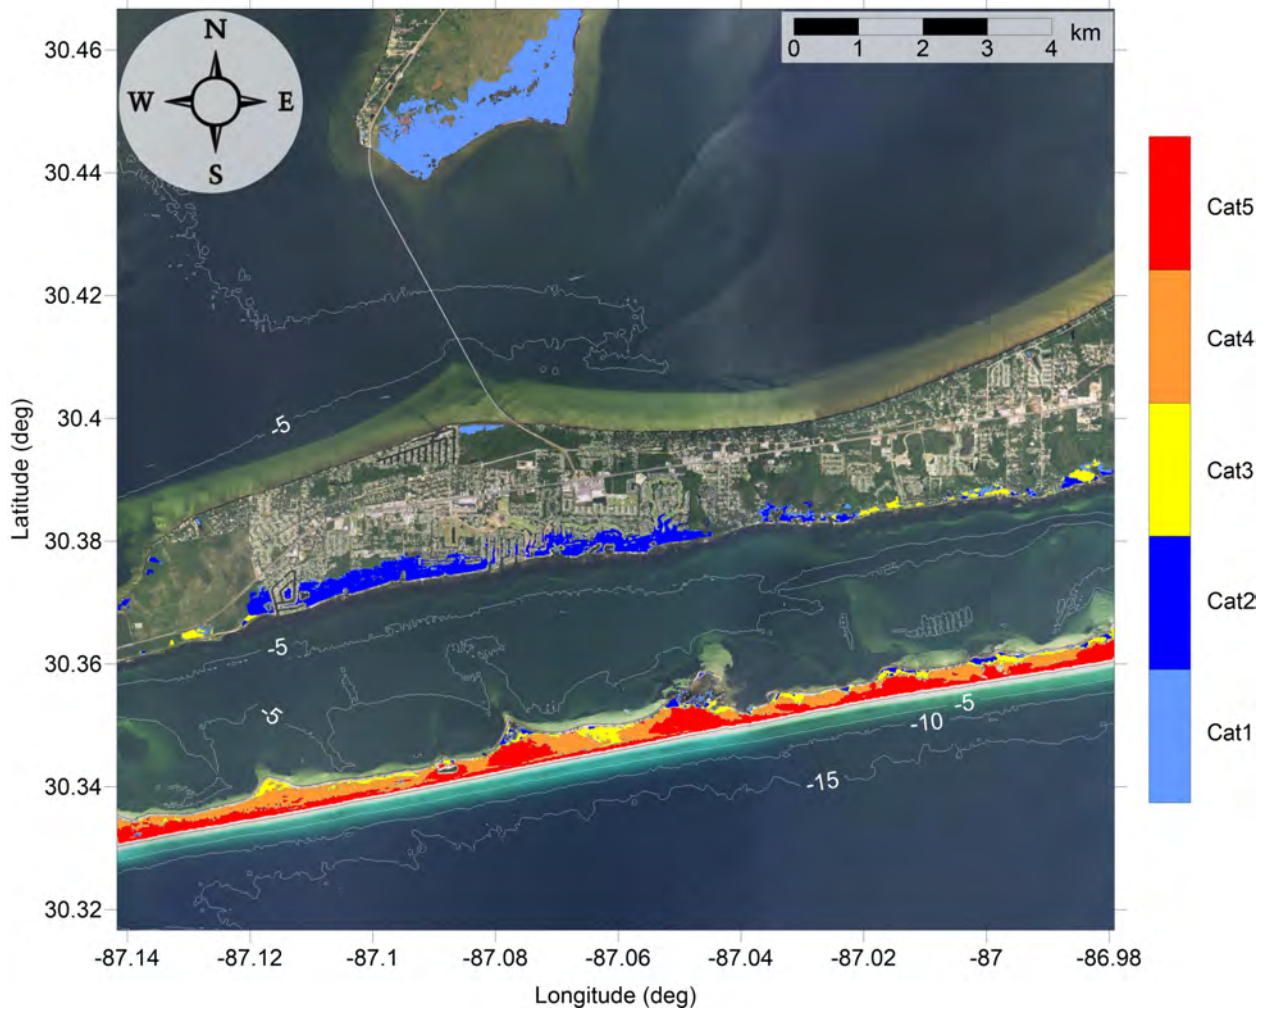 N
W E
S
0 1 2 3 4 km
30.46
30.44
30.42
30.4
30.38
30.36
30.34
30.32
Latitude (deg)
-5
-5
-5
-5
-10
-15
-87.14 -87.12 -87.1 -87.08 -87.06 -87.04 -87.02 -87 -86.98
Longitude (deg)
Cat5
Cat4
Cat3
Cat2
Cat1